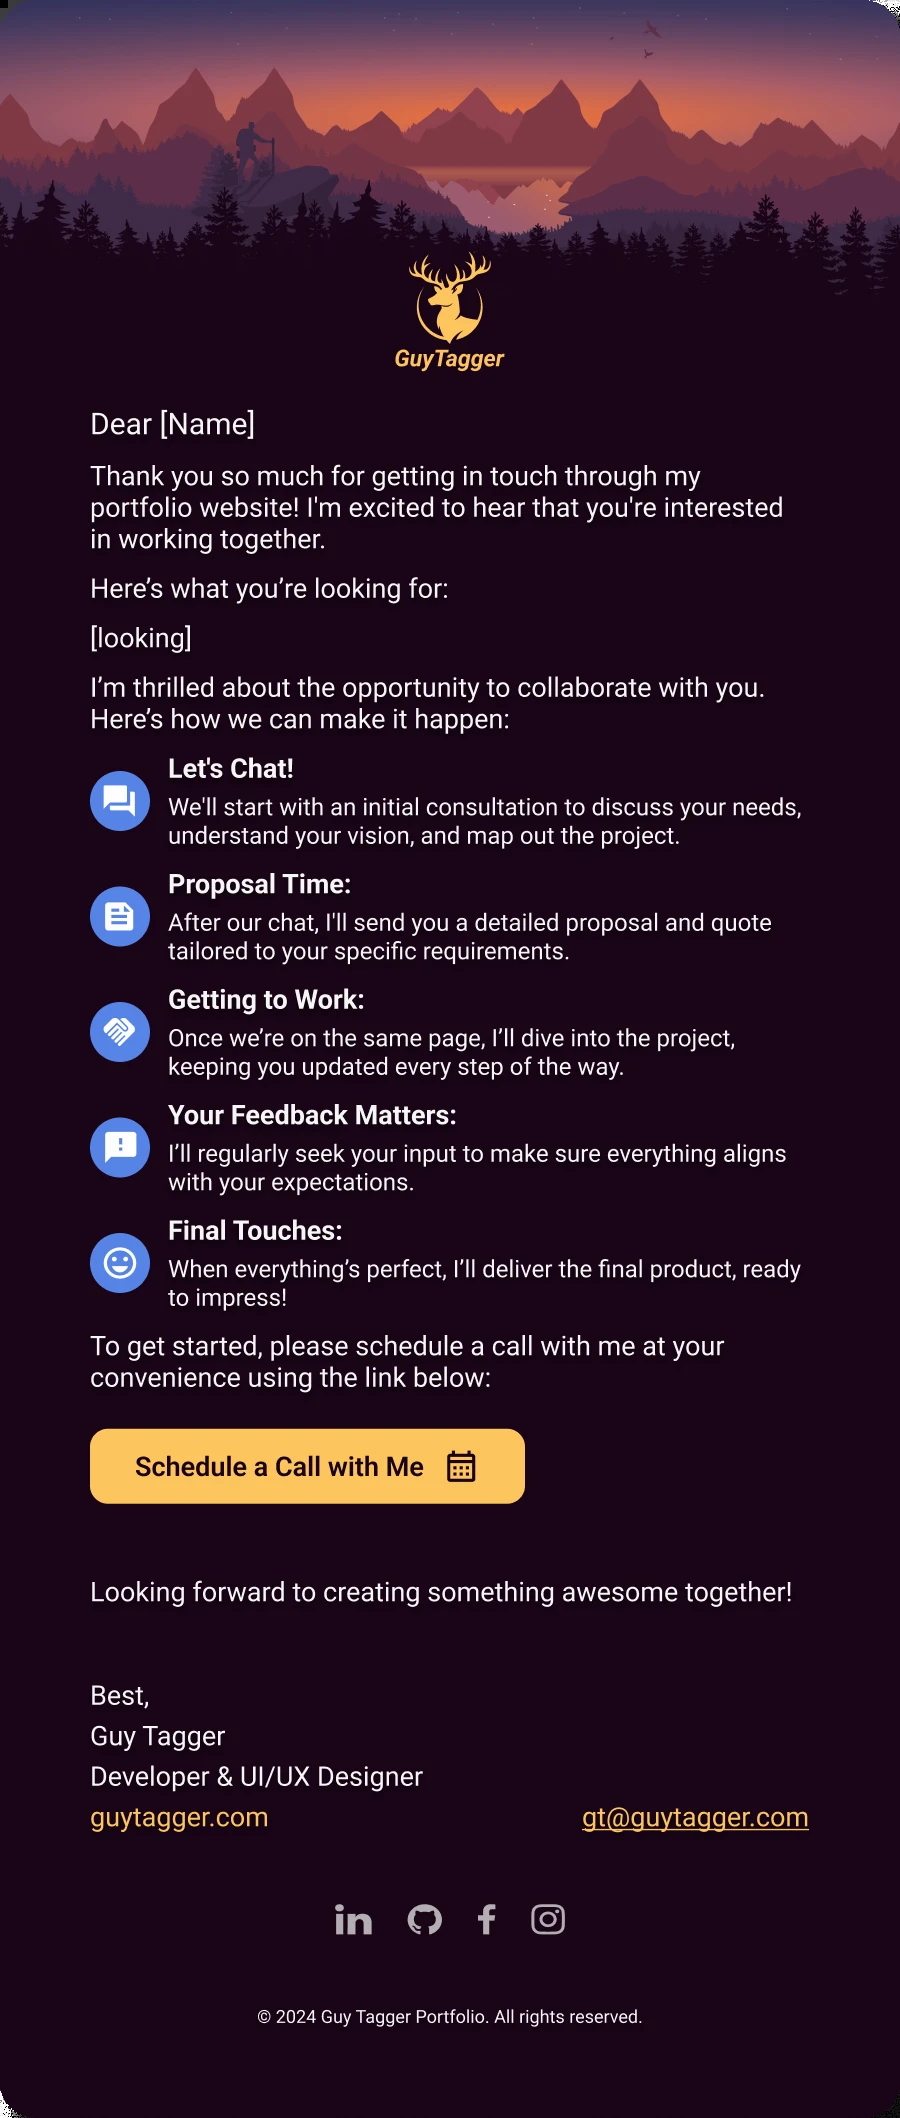 GuyTagger
Dear [Name]
Thank you so much for getting in touch through my
portfolio website! I'm excited to hear that you're interested
in working together.
Here’s what you’re looking for:
[looking]
I’m thrilled about the opportunity to collaborate with you.
Here’s how we can make it happen:
Let's Chat!
We'll start with an initial consultation to discuss your needs,
understand your vision, and map out the project.
Proposal Time:
After our chat, I'll send you a detailed proposal and quote
tailored to your specific requirements.
Getting to Work:
Once we’re on the same page, I’ll dive into the project,
keeping you updated every step of the way.
Your Feedback Matters:
I’ll regularly seek your input to make sure everything aligns
with your expectations.
Final Touches:
When everything’s perfect, I’ll deliver the final product, ready
to impress!
To get started, please schedule a call with me at your
convenience using the link below:
Schedule a Call with Me
Looking forward to creating something awesome together!
Best,
Guy Tagger
Developer & UI/UX Designer
guytagger.com
gt@guytagger.com
© 2024 Guy Tagger Portfolio. All rights reserved.